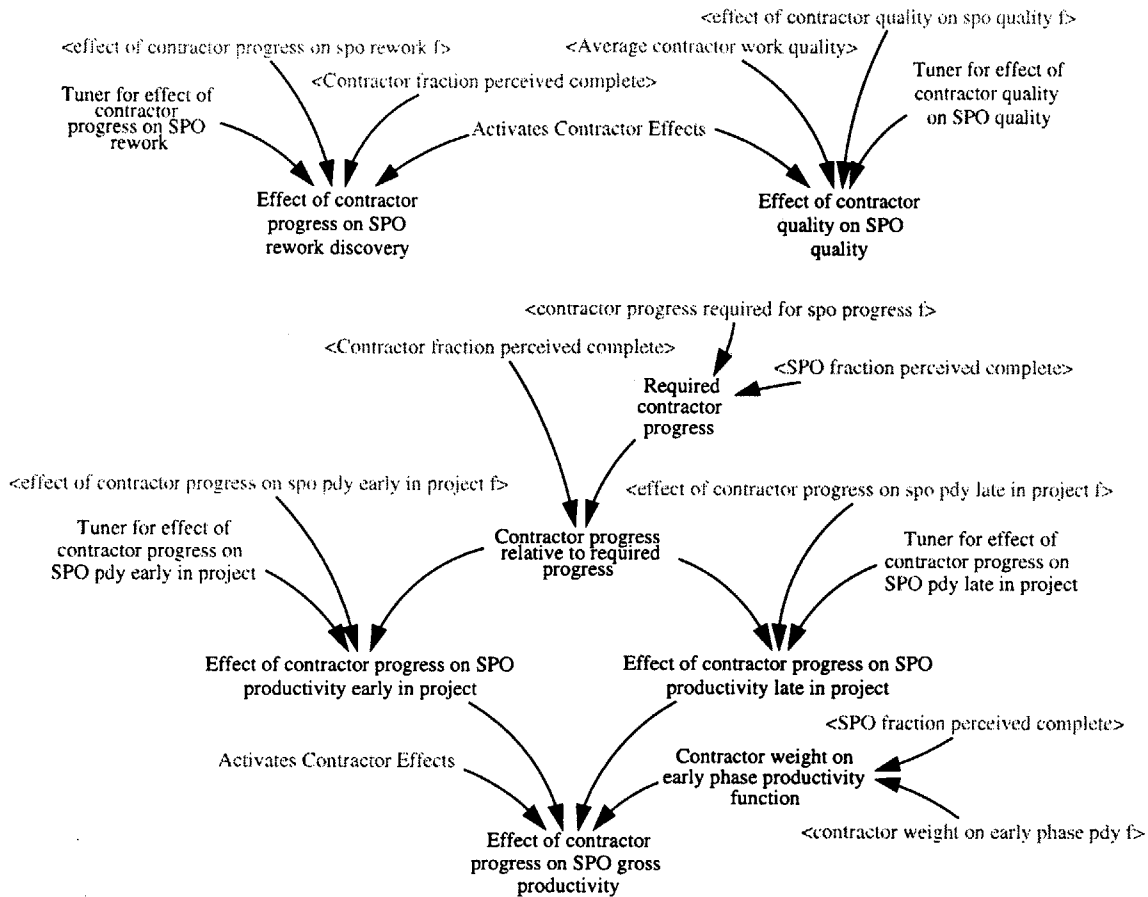 <effect of contractor quality on spo quality f>
<effect of contractor progress on spo rework f>
<Average contractor work quality>
<Contractor fraction perceived complete>
Tuner for effect of
contractor
progress on SPO
rework
Tuner for effect of
contractor quality
on SPO quality
Activates Contractor Effects
Effect of contractor
progress on SPO
rework discovery
Effect of contractor
quality on SPO
quality
<contractor progress required for spo progress f>
<Contractor fraction perceived complete>
<SPO fraction perceived complete>
Required
contractor
progress
<effect of contractor progress on spo pdy early in project f>
<effect of contractor progress on spo pdy late in project f>
Tuner for effect of
contractor progress on
SPO pdy early in project
Contractor progress
relative to required
progress
Tuner for effect of
contractor progress on
SPO pdy late in project
Effect of contractor progress on SPO
productivity early in project
Effect of contractor progress on SPO
productivity late in project
<SPO fraction perceived complete>
Activates Contractor Effects
Contractor weight on
early phase productivity
function
<contractor weight on early phase pdy f>
Effect of contractor
progress on SPO gross
productivity